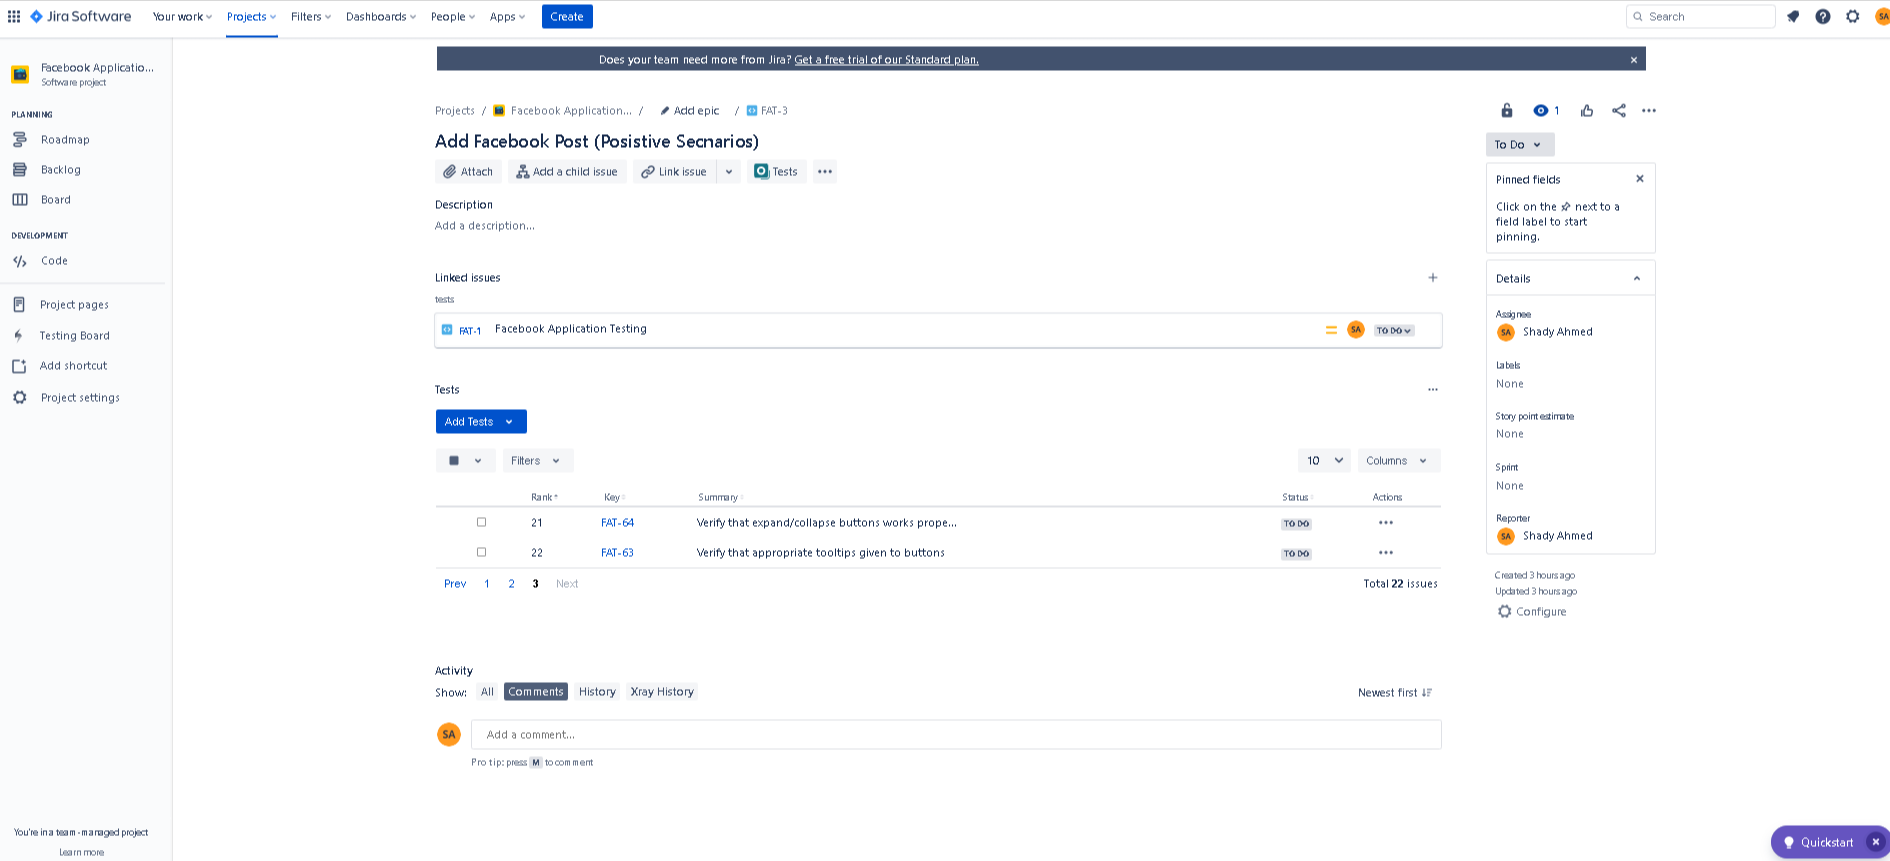 Jira Software
Your work
Projects
Filters
Dashboards
People
Apps
Create
Search
SA
Facebook Applicatio...
Software project
PLANNING
Roadmap
Backlog
Board
DEVELOPMENT
Code
Project pages
Testing Board
Add shortcut
Project settings
You're in a team-managed project
Learn more
Does your team need more from Jira? Get a free trial of our Standard plan.
Projects / Facebook Application... / Add epic / FAT-3
1
Add Facebook Post (Posistive Secnarios)
Attach
Add a child issue
Link issue
Tests
Description
Add a description...
Linked issues
tests
FAT-1 Facebook Application Testing SA TO DO
Tests
Add Tests
Filters
10
Columns
Rank Key Summary Status Actions
21 FAT-64 Verify that expand/collapse buttons works prope... TO DO
22 FAT-63 Verify that appropriate tooltips given to buttons TO DO
Prev 1 2 3 Next
Total 22 issues
Activity
Show: All Comments History Xray History
Newest first
SA
Add a comment...
Pro tip: press M to comment
To Do
Pinned fields
Click on the next to a
field label to start
pinning.
Details
Assignee
SA Shady Ahmed
Labels
None
Story point estimate
None
Sprint
None
Reporter
SA Shady Ahmed
Created 3 hours ago
Updated 3 hours ago
Configure
Quickstart